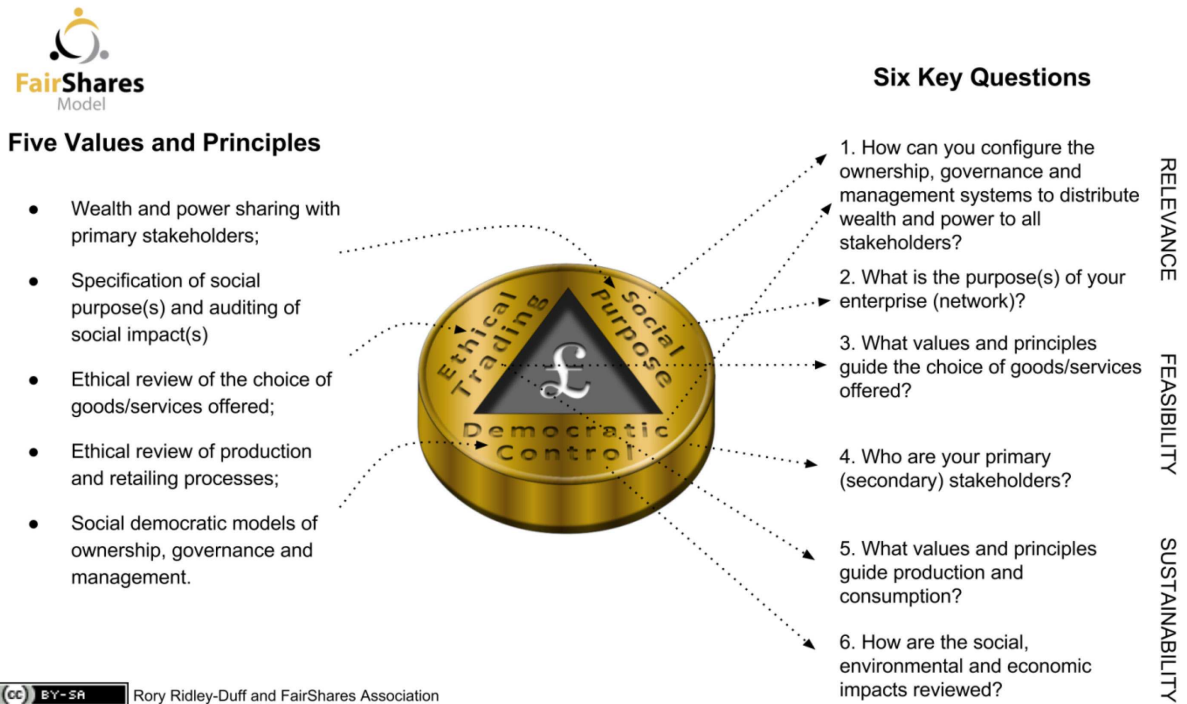 FairShares
Model
Five Values and Principles
● Wealth and power sharing with
primary stakeholders;
● Specification of social
purpose(s) and auditing of
social impact(s)
● Ethical review of the choice of
goods/services offered;
● Ethical review of production
and retailing processes;
● Social democratic models of
ownership, governance and
management.
Ethical
Trading
Social
Purpose
£
Democratic
Control
Six Key Questions
1. How can you configure the
ownership, governance and
management systems to distribute
wealth and power to all
stakeholders?
2. What is the purpose(s) of your
enterprise (network)?
3. What values and principles
guide the choice of goods/services
offered?
4. Who are your primary
(secondary) stakeholders?
5. What values and principles
guide production and
consumption?
6. How are the social,
environmental and economic
impacts reviewed?
RELEVANCE
FEASIBILITY
SUSTAINABILITY
cc BY-SA
Rory Ridley-Duff and FairShares Association